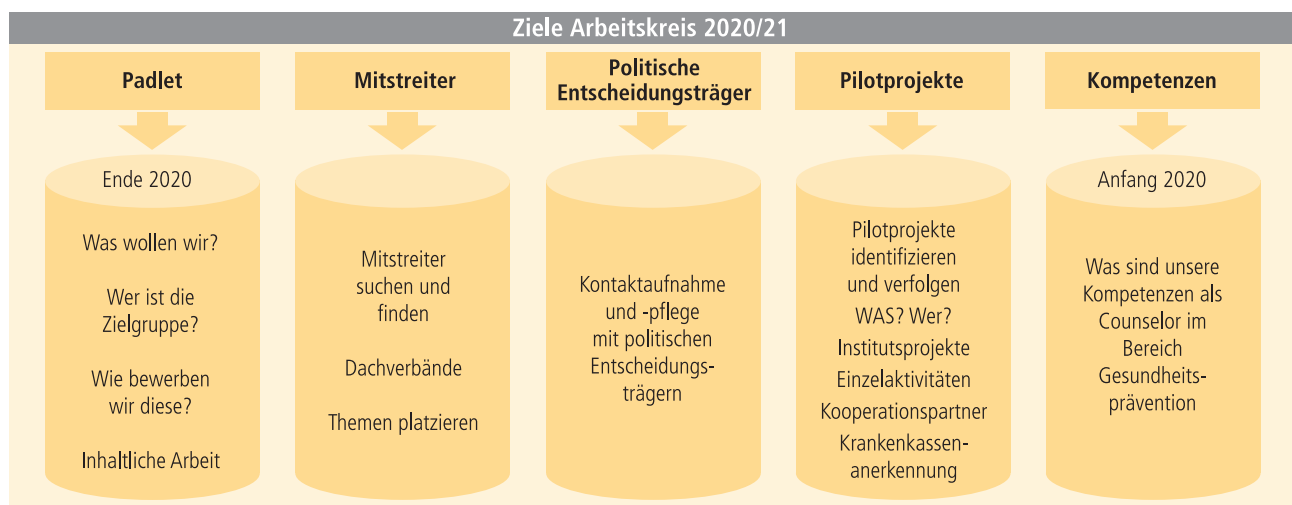 Ziele Arbeitskreis 2020/21
Padlet
Ende 2020
Was wollen wir?
Wer ist die
Zielgruppe?
Wie bewerben
wir diese?
Inhaltliche Arbeit
Mitstreiter
Mitstreiter
suchen und
finden
Dachverbände
Themen platzieren
Politische
Entscheidungsträger
Kontaktaufnahme
und -pflege
mit politischen
Entscheidungs-
trägern
Pilotprojekte
Pilotprojekte
identifizieren
und verfolgen
WAS? Wer?
Institutsprojekte
Einzelaktivitäten
Kooperationspartner
Krankenkassen-
anerkennung
Kompetenzen
Anfang 2020
Was sind unsere
Kompetenzen als
Counselor im
Bereich
Gesundheits-
prävention